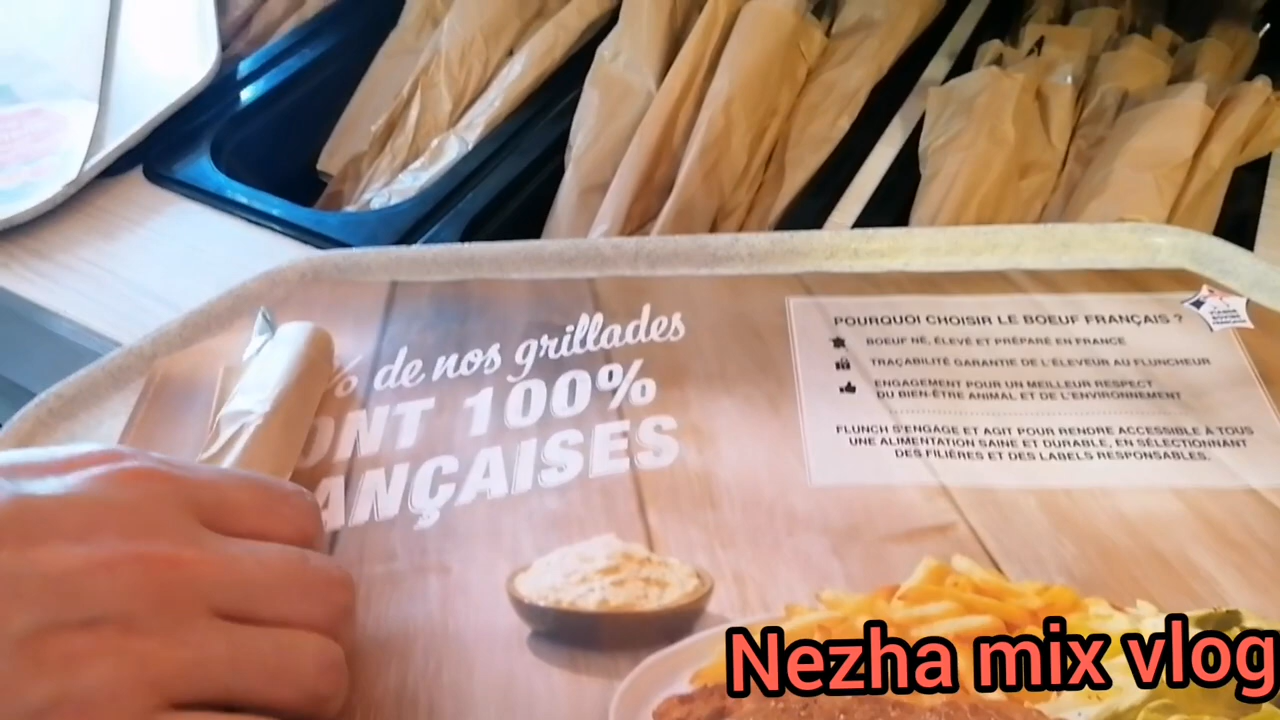 % de nos grillades
ONT 100%
ANÇAISES
POURQUOI CHOISIR LE BOEUF FRANÇAIS ?
BOEUF NÉ, ÉLEVÉ ET PRÉPARÉ EN FRANCE
TRAÇABILITÉ GARANTIE DE L'ÉLEVEUR AU FLUNCHEUR
ENGAGEMENT POUR UN MEILLEUR RESPECT
DU BIEN-ÊTRE ANIMAL ET DE L'ENVIRONNEMENT
FLUNCH S'ENGAGE ET AGIT POUR RENDRE ACCESSIBLE À TOUS
UNE ALIMENTATION SAINE ET DURABLE, EN SÉLECTIONNANT
DES FILIÈRES ET DES LABELS RESPONSABLES.
VIANDE
BOVINE
FRANÇAISE
Nezha mix vlog